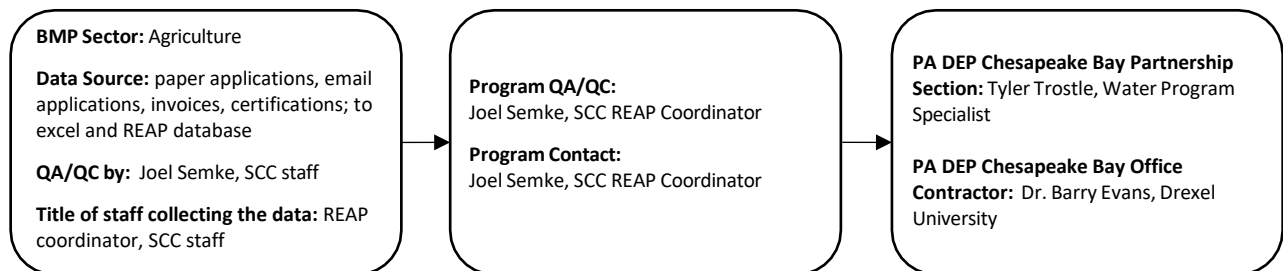 BMP Sector: Agriculture
Data Source: paper applications, email
applications, invoices, certifications; to
excel and REAP database
QA/QC by: Joel Semke, SCC staff
Title of staff collecting the data: REAP
coordinator, SCC staff
Program QA/QC:
Joel Semke, SCC REAP Coordinator
Program Contact:
Joel Semke, SCC REAP Coordinator
PA DEP Chesapeake Bay Partnership
Section: Tyler Trostle, Water Program
Specialist
PA DEP Chesapeake Bay Office
Contractor: Dr. Barry Evans, Drexel
University